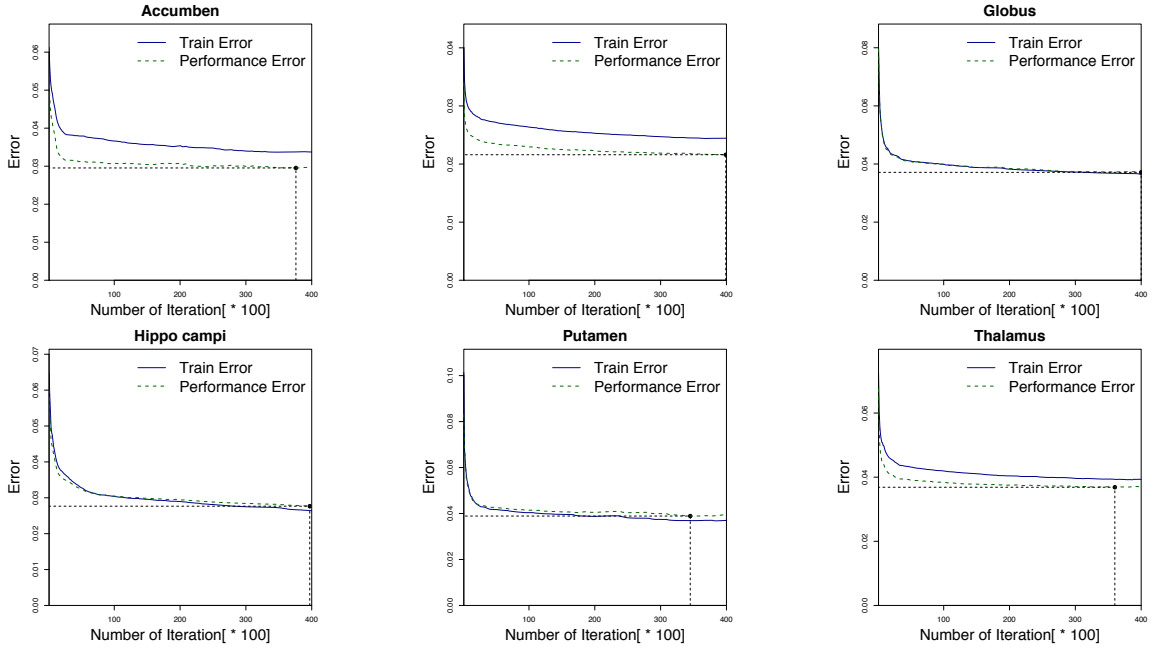 Accumben
Train Error
Performance Error
Error
0.00
0.01
0.02
0.03
0.04
0.05
0.06
100
200
300
400
Number of Iteration[ * 100]
Train Error
Performance Error
Error
0.00
0.01
0.02
0.03
0.04
100
200
300
400
Number of Iteration[ * 100]
Globus
Train Error
Performance Error
Error
0.00
0.02
0.04
0.06
0.08
100
200
300
400
Number of Iteration[ * 100]
Hippo campi
Train Error
Performance Error
Error
0.00
0.01
0.02
0.03
0.04
0.05
0.06
0.07
100
200
300
400
Number of Iteration[ * 100]
Putamen
Train Error
Performance Error
Error
0.00
0.02
0.04
0.06
0.08
0.10
100
200
300
400
Number of Iteration[ * 100]
Thalamus
Train Error
Performance Error
Error
0.00
0.02
0.04
0.06
100
200
300
400
Number of Iteration[ * 100]